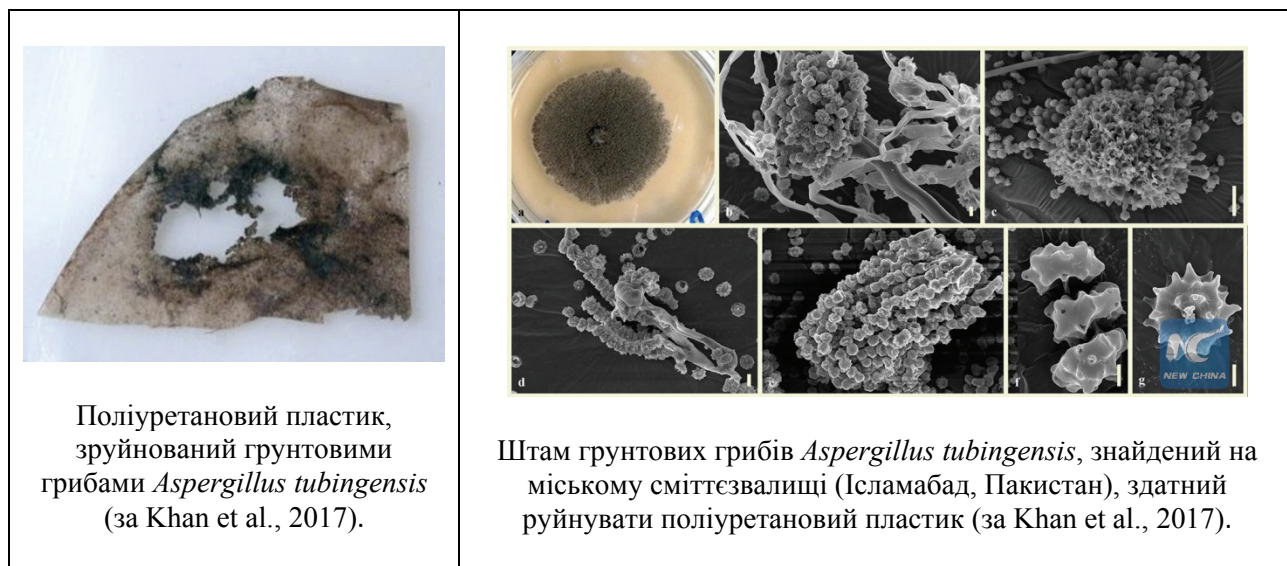 Поліуретановий пластик,
зруйнований грунтовими
грибами Aspergillus tubingensis
(за Khan et al., 2017).
a
b
c
d
e
f
g
NEW CHINA
Штам грунтових грибів Aspergillus tubingensis, знайдений на
міському сміттєзвалищі (Ісламабад, Пакистан), здатний
руйнувати поліуретановий пластик (за Khan et al., 2017).